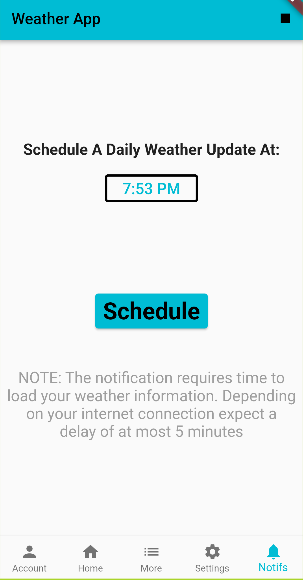 Weather App
Schedule A Daily Weather Update At:
7:53 PM
Schedule
NOTE: The notification requires time to
load your weather information. Depending
on your internet connection expect a
delay of at most 5 minutes
Account Home More Settings Notifs